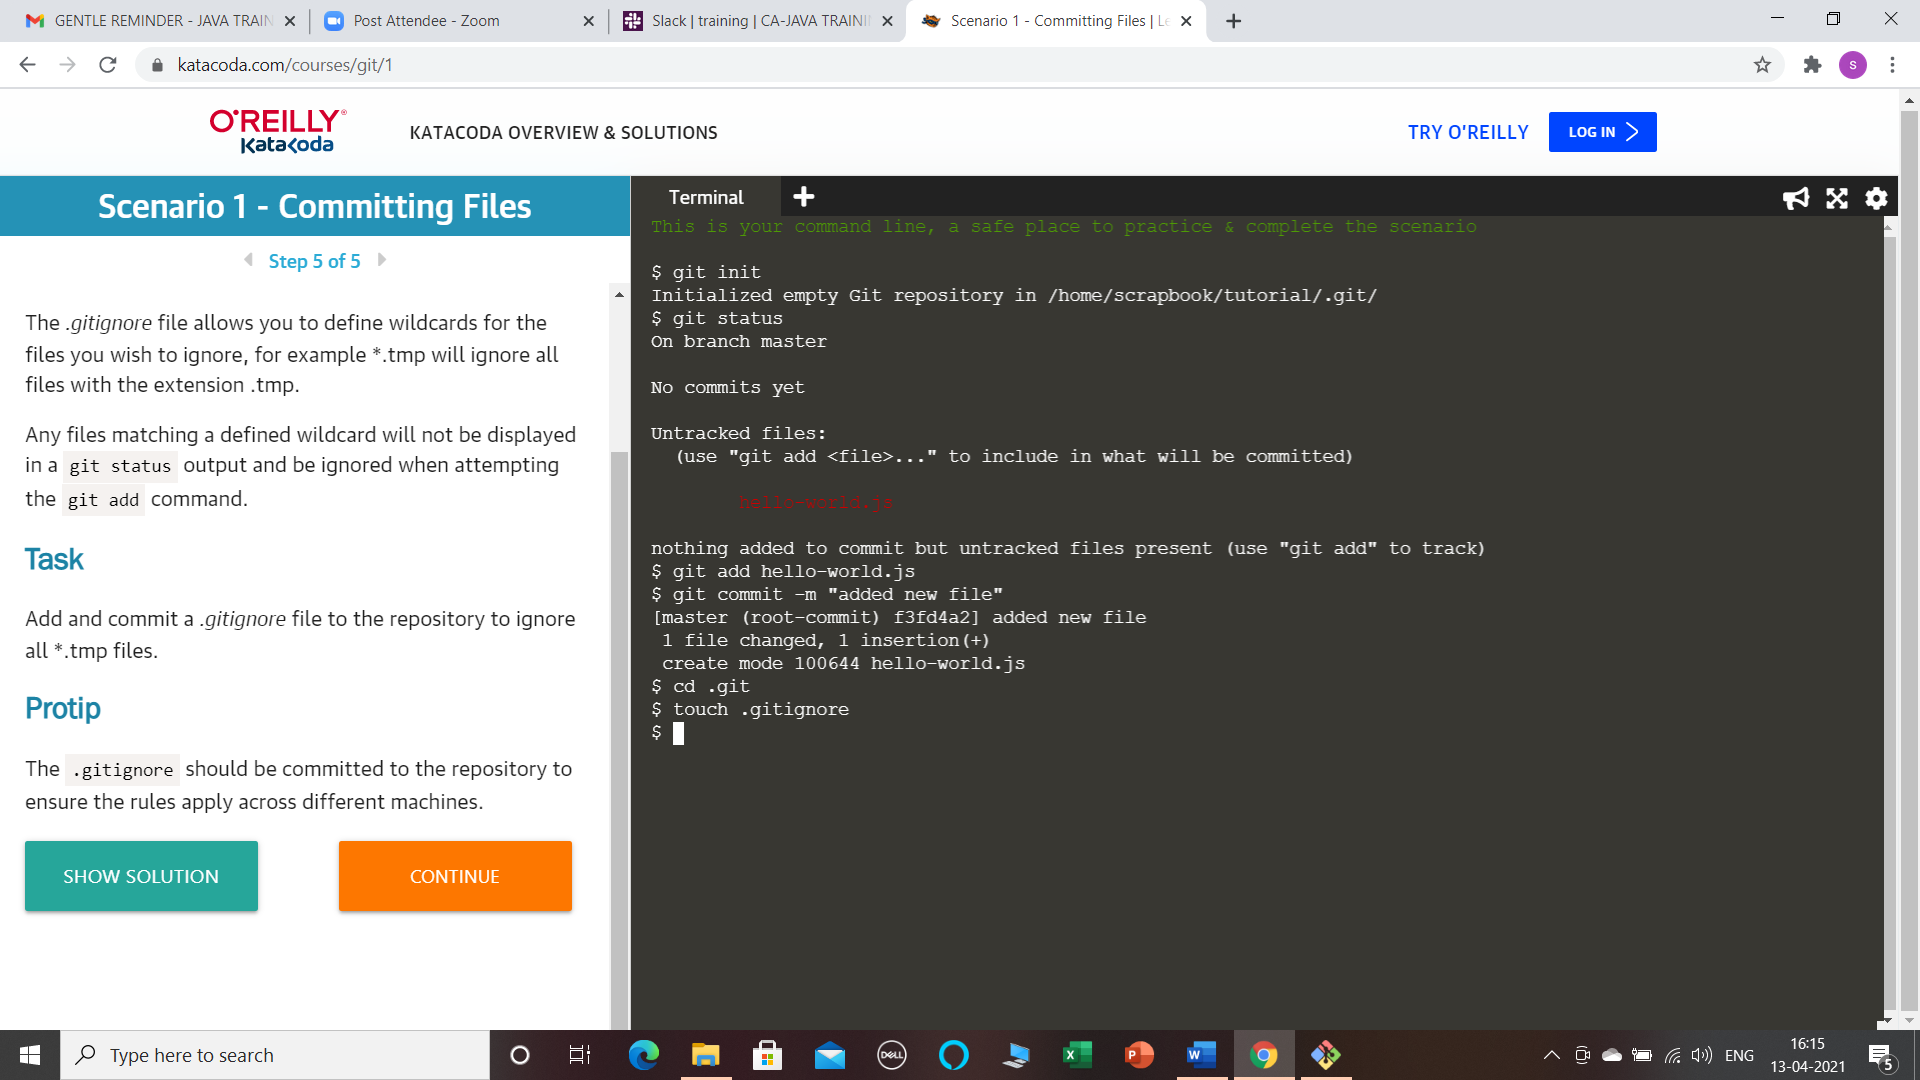 GENTLE REMINDER - JAVA TRAIN
Post Attendee - Zoom
Slack | training | CA-JAVA TRAINI
Scenario 1 - Committing Files | Le
katacoda.com/courses/git/1
S
O'REILLY®
Katacoda
KATACODA OVERVIEW & SOLUTIONS
TRY O'REILLY
LOG IN
Scenario 1 - Committing Files
Step 5 of 5
The .gitignore file allows you to define wildcards for the
files you wish to ignore, for example *.tmp will ignore all
files with the extension .tmp.
Any files matching a defined wildcard will not be displayed
in a git status output and be ignored when attempting
the git add command.
Task
Add and commit a .gitignore file to the repository to ignore
all *.tmp files.
Protip
The .gitignore should be committed to the repository to
ensure the rules apply across different machines.
SHOW SOLUTION
CONTINUE
Terminal
This is your command line, a safe place to practice & complete the scenario
$ git init
Initialized empty Git repository in /home/scrapbook/tutorial/.git/
$ git status
On branch master
No commits yet
Untracked files:
(use "git add <file>..." to include in what will be committed)
hello-world.js
nothing added to commit but untracked files present (use "git add" to track)
$ git add hello-world.js
$ git commit -m "added new file"
[master (root-commit) f3fd4a2] added new file
1 file changed, 1 insertion(+)
create mode 100644 hello-world.js
$ cd .git
$ touch .gitignore
$
Type here to search
DELL
X
P
W
ENG
16:15
13-04-2021
5